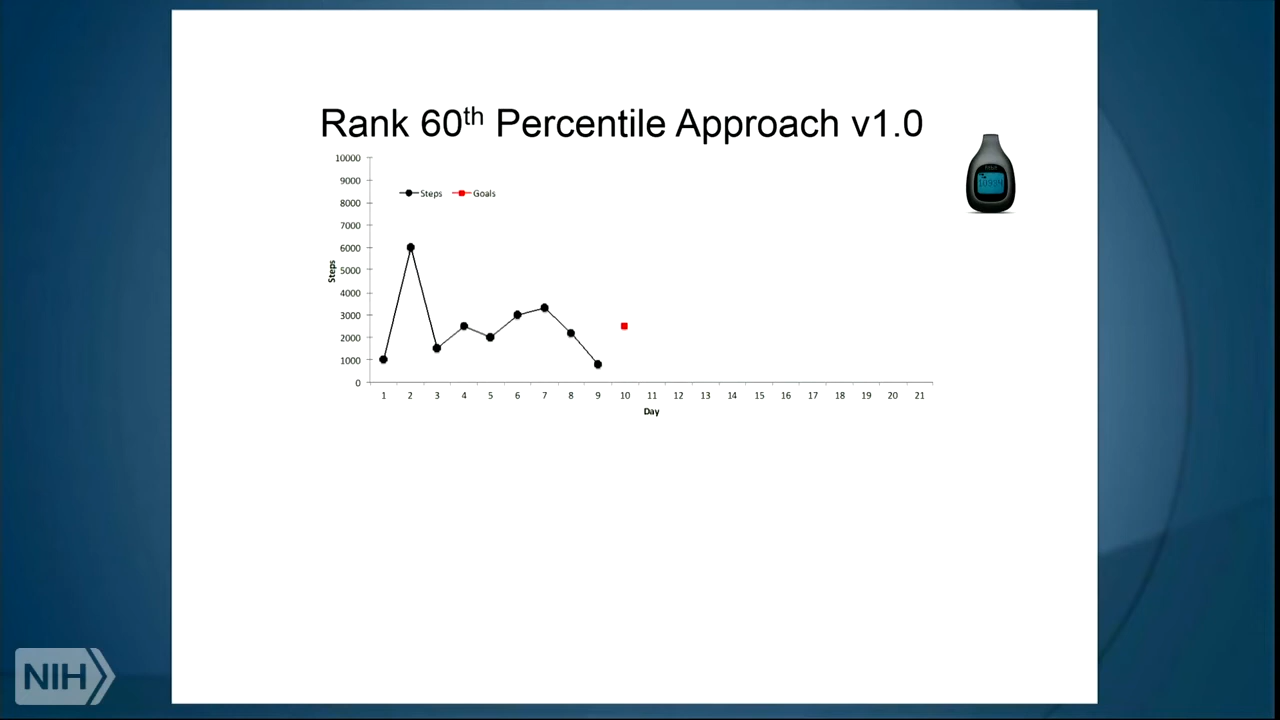 Rank 60th Percentile Approach v1.0
10000
9000
8000
7000
6000
5000
4000
3000
2000
1000
0
Steps
Steps Goals
1 2 3 4 5 6 7 8 9 10 11 12 13 14 15 16 17 18 19 20 21
Day
NIH